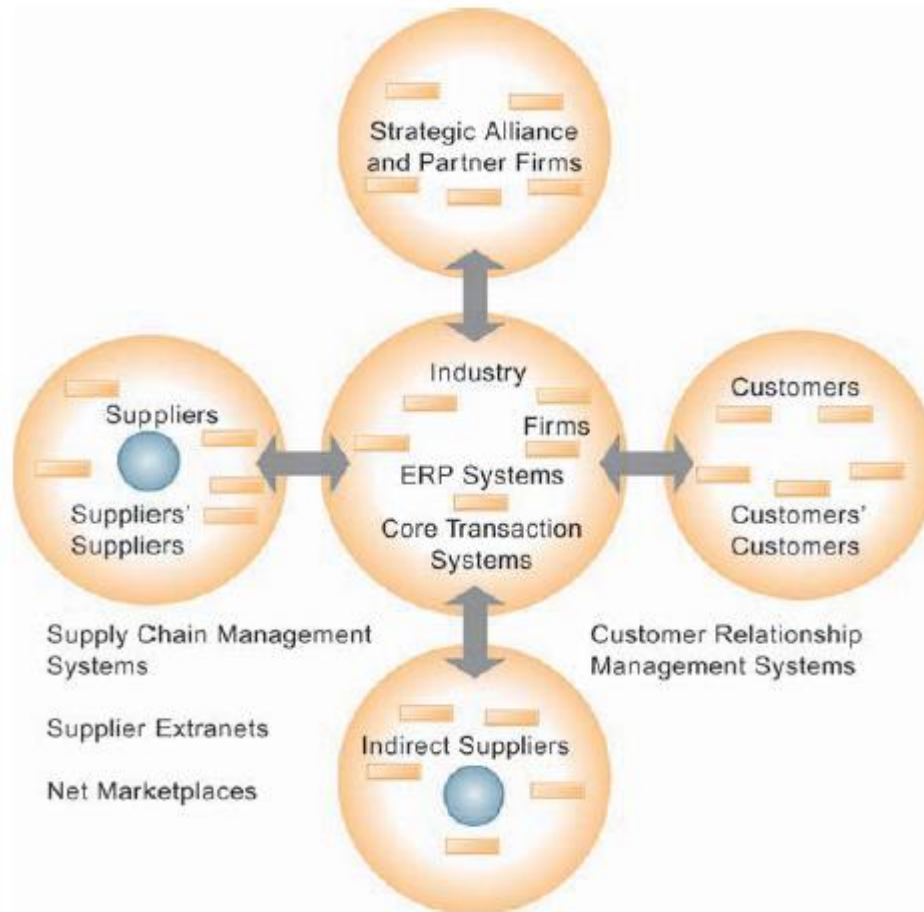 Strategic Alliance
and Partner Firms
Industry
Firms
ERP Systems
Core Transaction
Systems
Suppliers
Suppliers'
Suppliers
Customers
Customers'
Customers
Supply Chain Management
Systems
Supplier Extranets
Net Marketplaces
Customer Relationship
Management Systems
Indirect Suppliers